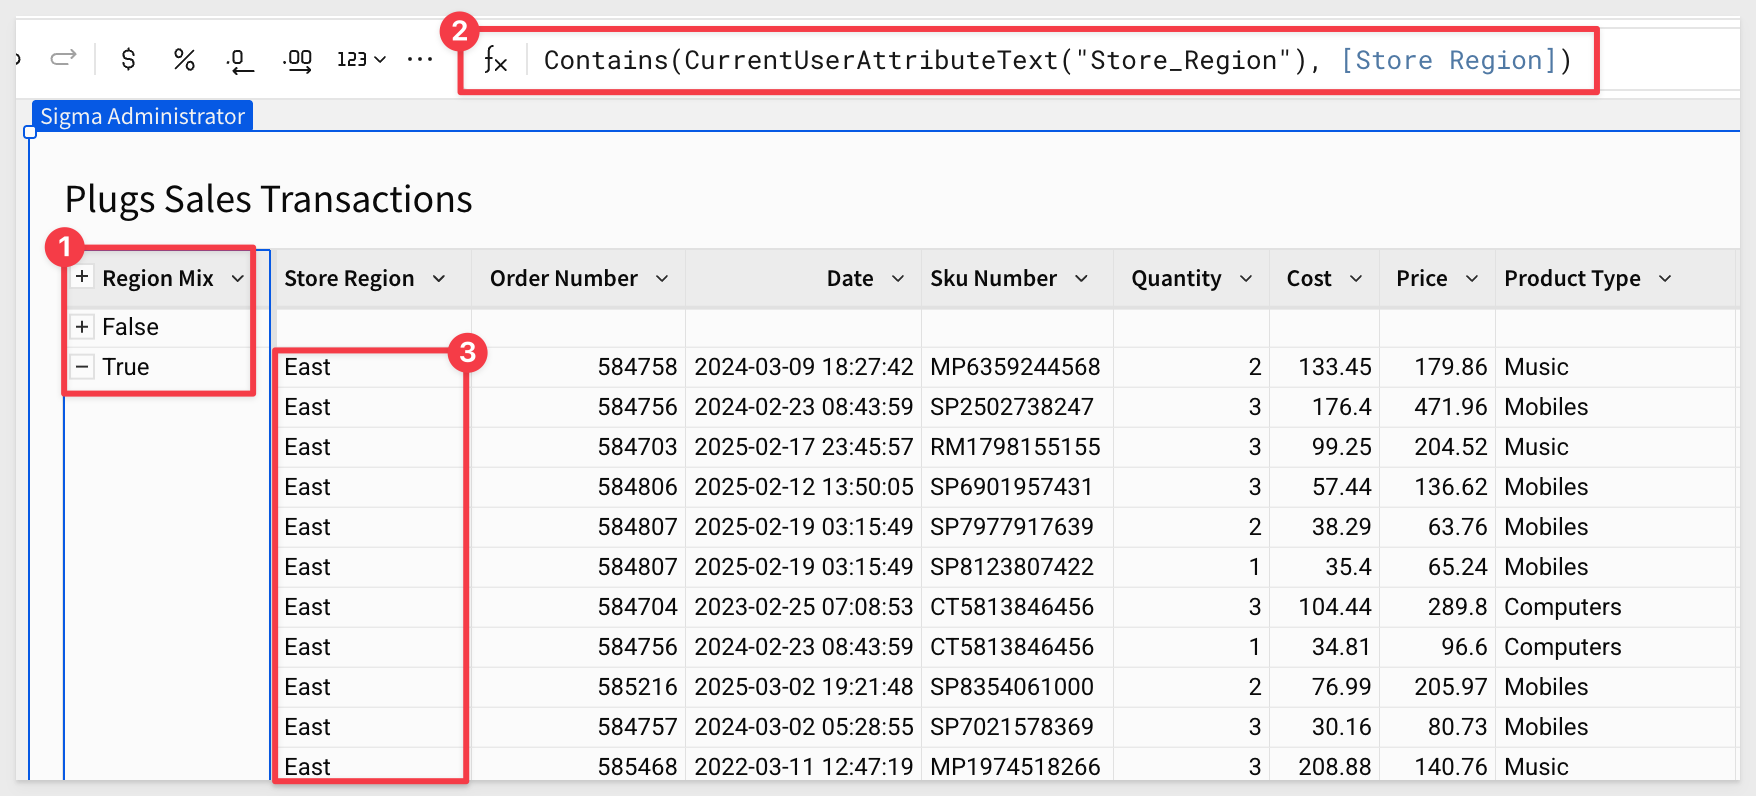 $ % .0 .00 123 ... 2 fx Contains(CurrentUserAttributeText("Store_Region"), [Store Region])
Sigma Administrator
Plugs Sales Transactions
1
+ Region Mix Store Region Order Number Date Sku Number Quantity Cost Price Product Type
+ False
3
− True East 584758 2024-03-09 18:27:42 MP6359244568 2 133.45 179.86 Music
East 584756 2024-02-23 08:43:59 SP2502738247 3 176.4 471.96 Mobiles
East 584703 2025-02-17 23:45:57 RM1798155155 3 99.25 204.52 Music
East 584806 2025-02-12 13:50:05 SP6901957431 3 57.44 136.62 Mobiles
East 584807 2025-02-19 03:15:49 SP7977917639 2 38.29 63.76 Mobiles
East 584807 2025-02-19 03:15:49 SP8123807422 1 35.4 65.24 Mobiles
East 584704 2023-02-25 07:08:53 CT5813846456 3 104.44 289.8 Computers
East 584756 2024-02-23 08:43:59 CT5813846456 1 34.81 96.6 Computers
East 585216 2025-03-02 19:21:48 SP8354061000 2 76.99 205.97 Mobiles
East 584757 2024-03-02 05:28:55 SP7021578369 3 30.16 80.73 Mobiles
East 585468 2022-03-11 12:47:19 MP1974518266 3 208.88 140.76 Music